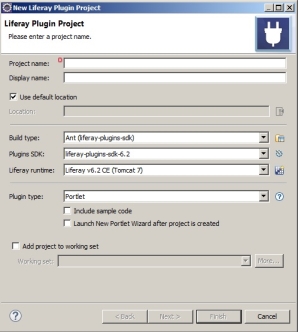 New Liferay Plugin Project
Liferay Plugin Project
Please enter a project name.
Project name:
Display name:
Use default location
Location:
Build type: Ant (liferay-plugins-sdk)
Plugins SDK: liferay-plugins-sdk-6.2
Liferay runtime: Liferay v6.2 CE (Tomcat 7)
Plugin type: Portlet
Include sample code
Launch New Portlet Wizard after project is created
Add project to working set
Working set: More...
< Back Next > Finish Cancel